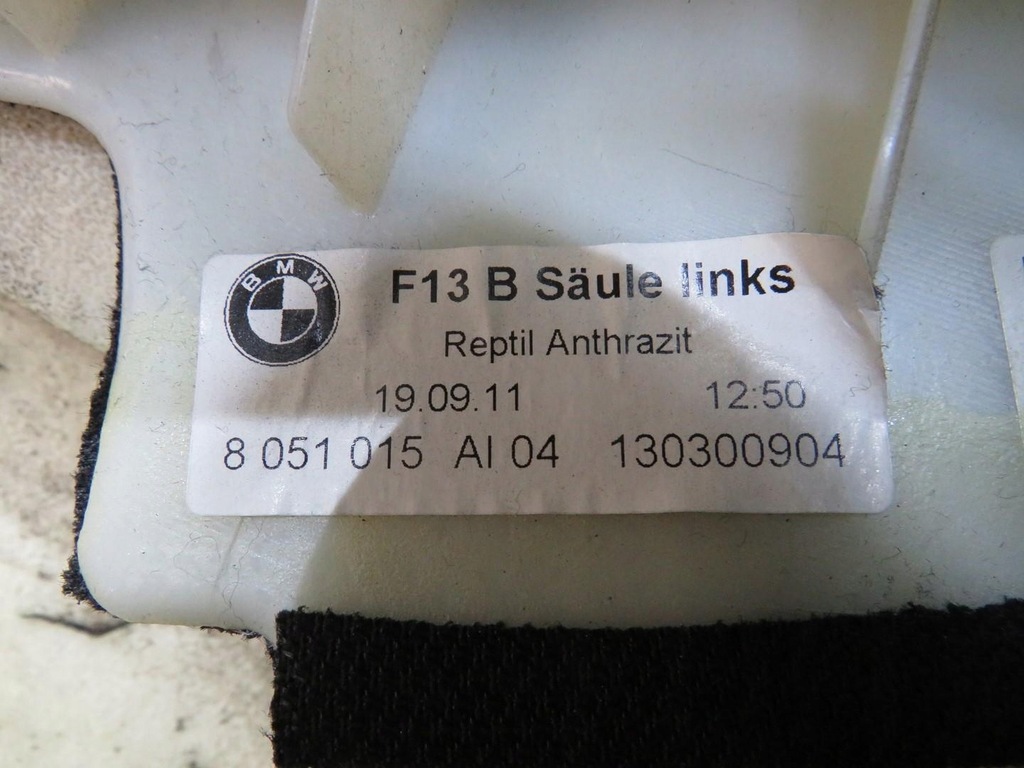 BMW
F13 B Säule links
Reptil Anthrazit
19.09.11 12:50
8 051 015 AI 04 130300904